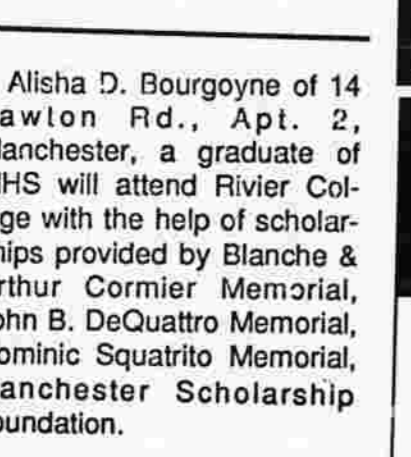 Alisha D. Bourgoyne of 14
awton Rd., Apt. 2,
anchester, a graduate of
HS will attend Rivier Col-
ge with the help of scholar-
hips provided by Blanche &
rthur Cormier Memorial,
ohn B. DeQuattro Memorial,
ominic Squatrito Memorial,
anchester Scholarship
oundation.